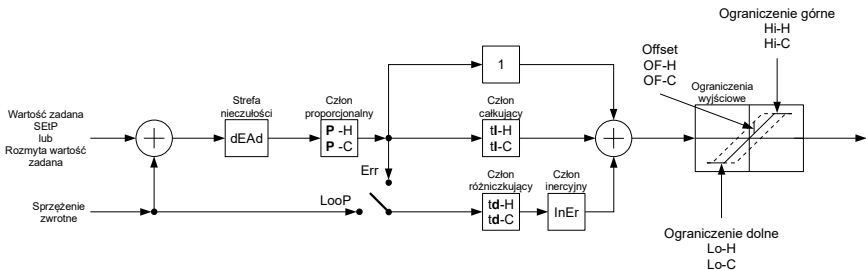 Ograniczenie górne
Hi-H
Hi-C
Offset
OF-H
OF-C
Ograniczenia
wyjściowe
1
Wartość zadana
SEtP
lub
Rozmyta wartość
zadana
Strefa
nieczułości
dEAd
Człon
proporcjonalny
P -H
P -C
Człon
całkujący
tI-H
tI-C
Err
LooP
Człon
różniczkujący
td-H
td-C
Człon
inercyjny
InEr
Sprzężenie
zwrotne
Ograniczenie dolne
Lo-H
Lo-C